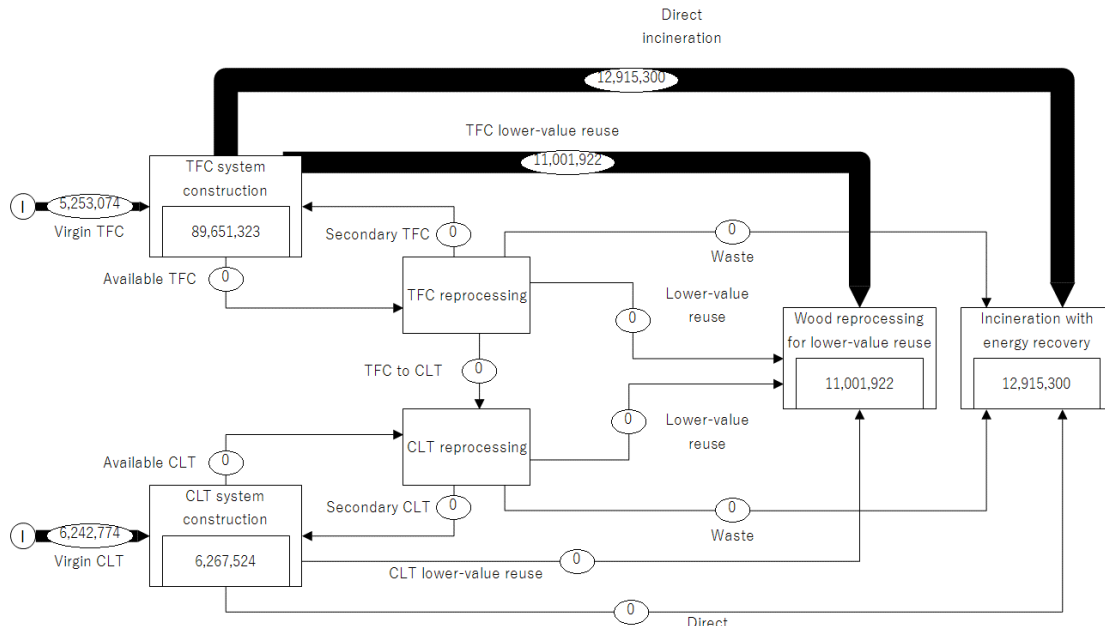 Direct
incineration
12,915,300
TFC lower-value reuse
11,001,922
TFC system
construction
89,651,323
I
5,253,074
Virgin TFC
Secondary TFC
0
0
Waste
Available TFC
0
TFC reprocessing
Lower-value
reuse
0
Wood reprocessing
for lower-value reuse
11,001,922
Incineration with
energy recovery
12,915,300
TFC to CLT
0
CLT reprocessing
0
Lower-value
reuse
Available CLT
0
CLT system
construction
6,267,524
I
6,242,774
Virgin CLT
Secondary CLT
0
0
Waste
CLT lower-value reuse
0
0
Direct